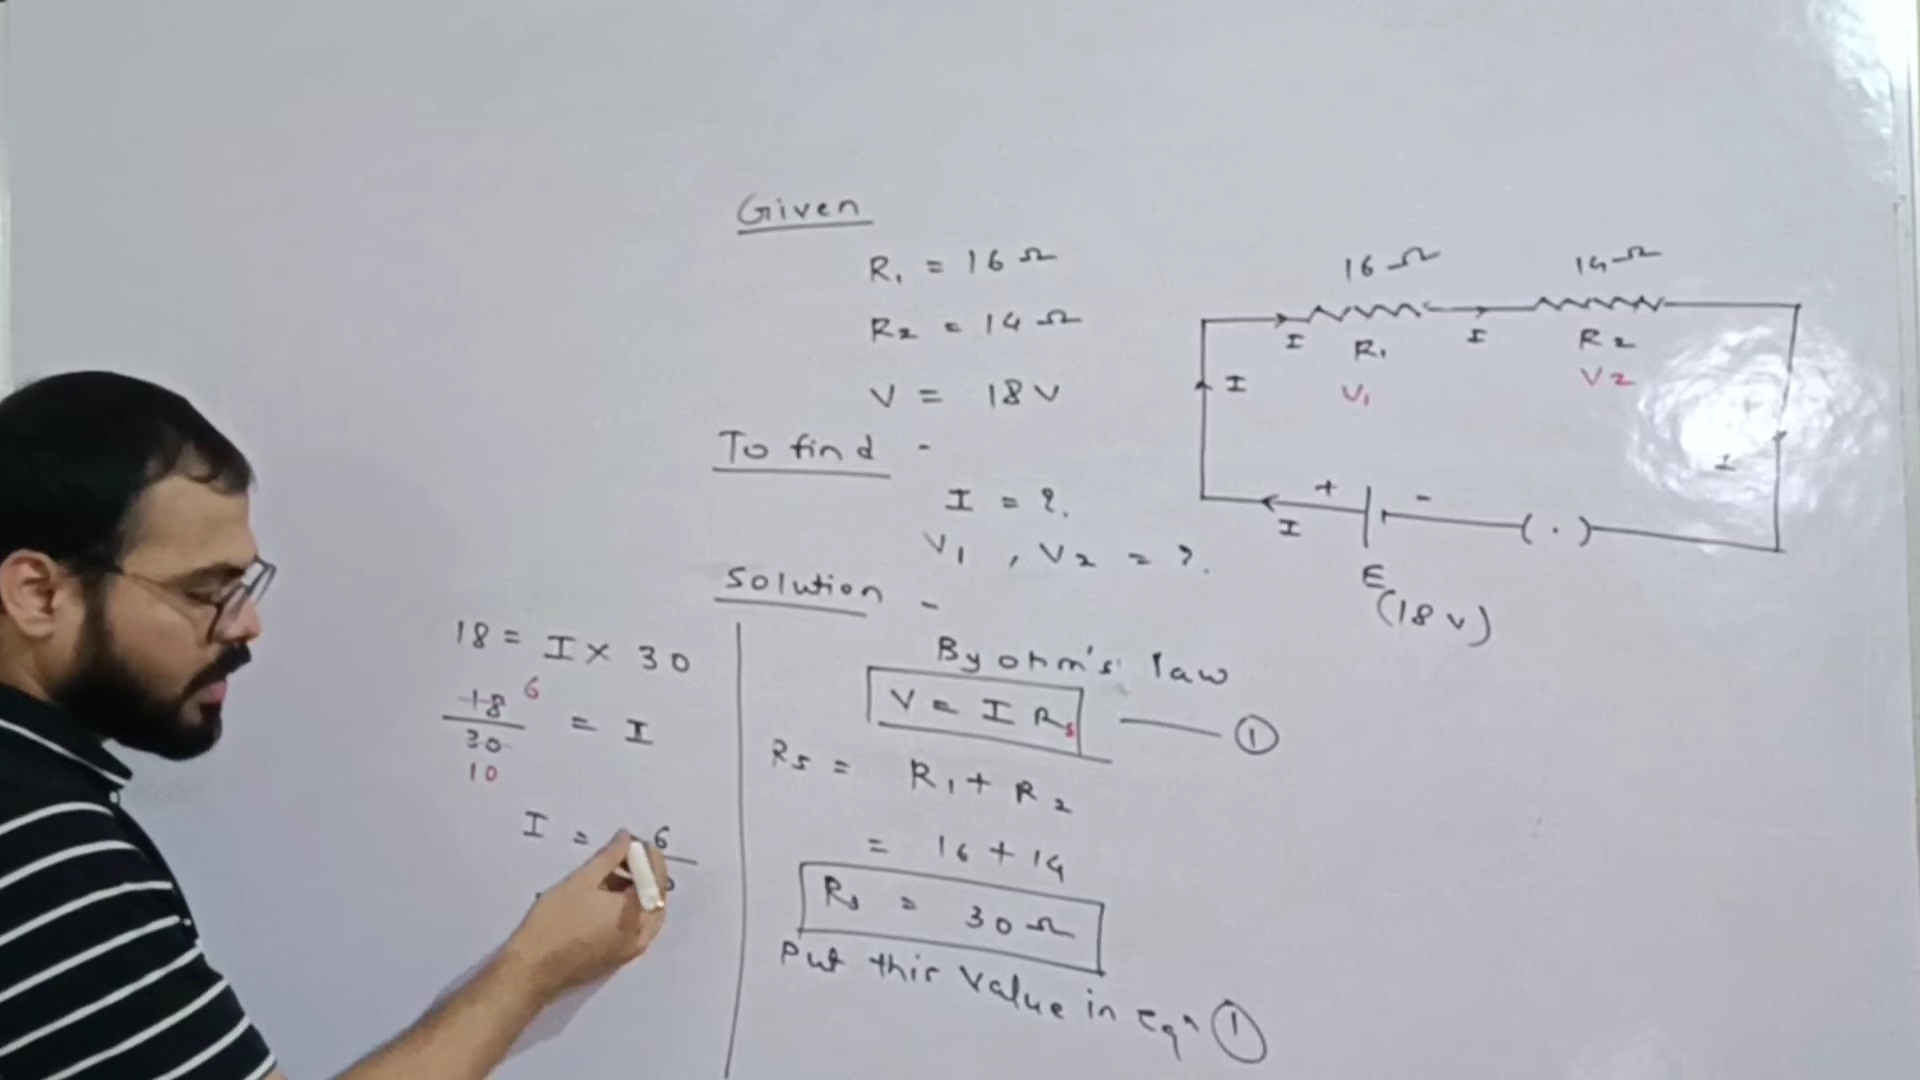 Given
R1 = 16 Ω
R2 = 14 Ω
V = 18 V
To find -
I = ?.
V1 , V2 = ?.
Solution -
By ohm's law
V = I Rs ——— ①
Rs = R1 + R2
= 16 + 14
Rs = 30 Ω
Put this value in eqn ①
18 = I × 30
18 6
— = I
30
10
I = 6
16 Ω
14 Ω
I
R1
I
R2
I
V1
V2
I
+
-
I
E
(18 v)